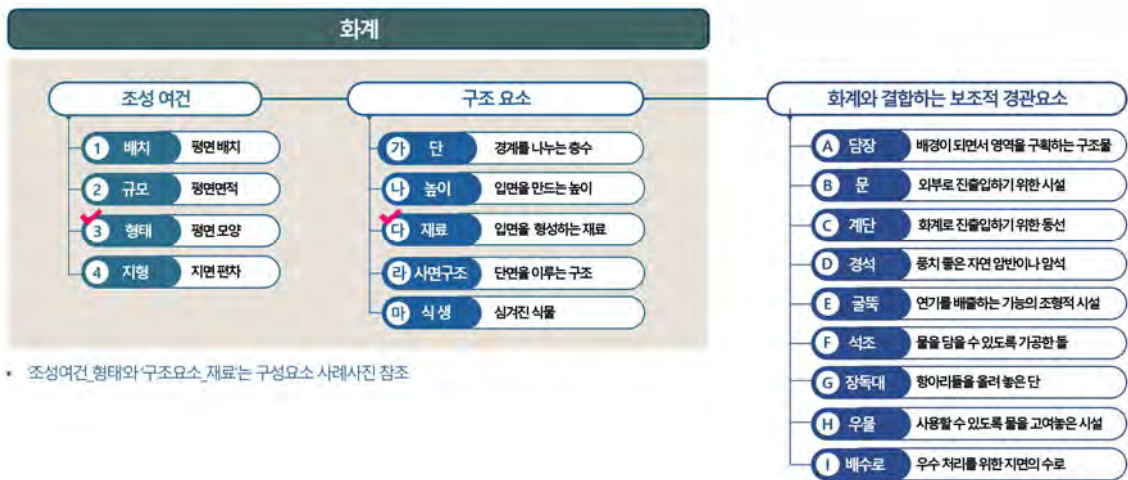 화계
조성 여건
1 배치 평면 배치
2 규모 평면면적
3 형태 평면 모양
4 지형 지면 편차
구조 요소
가 단 경계를 나누는 층수
나 높이 입면을 만드는 높이
다 재료 입면을 형성하는 재료
라 사면구조 단면을 이루는 구조
마 식생 심겨진 식물
화계와 결합하는 보조적 경관요소
A 담장 배경이 되면서 영역을 구획하는 구조물
B 문 외부로 진출입하기 위한 시설
C 계단 화계로 진출입하기 위한 동선
D 경석 풍치 좋은 자연 암반이나 암석
E 굴뚝 연기를 배출하는 기능의 조형적 시설
F 석조 물을 담을 수 있도록 가공한 돌
G 장독대 항아리들을 올려 놓은 단
H 우물 사용할 수 있도록 물을 고여놓은 시설
I 배수로 우수 처리를 위한 지면의 수로
• '조성여건_형태'와 '구조요소_재료'는 구성요소 사례사진 참조